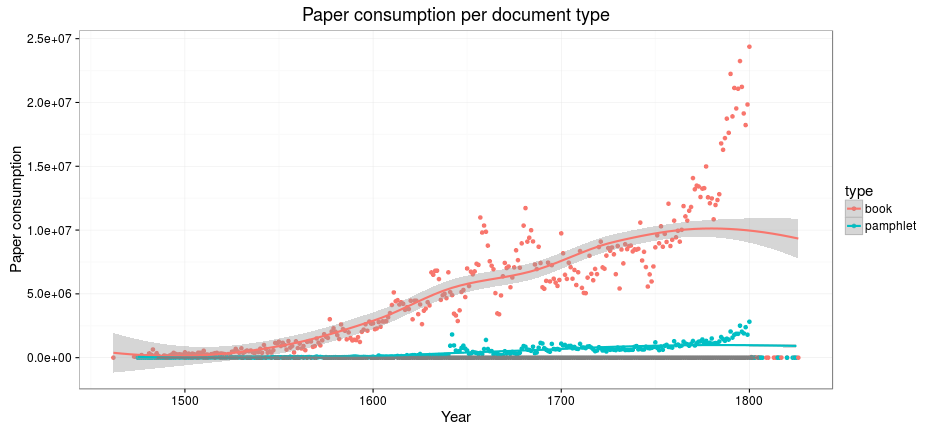 Paper consumption per document type
2.5e+07
2.0e+07
1.5e+07
1.0e+07
5.0e+06
0.0e+00
Paper consumption
1500 1600 1700 1800
Year
type
book
pamphlet